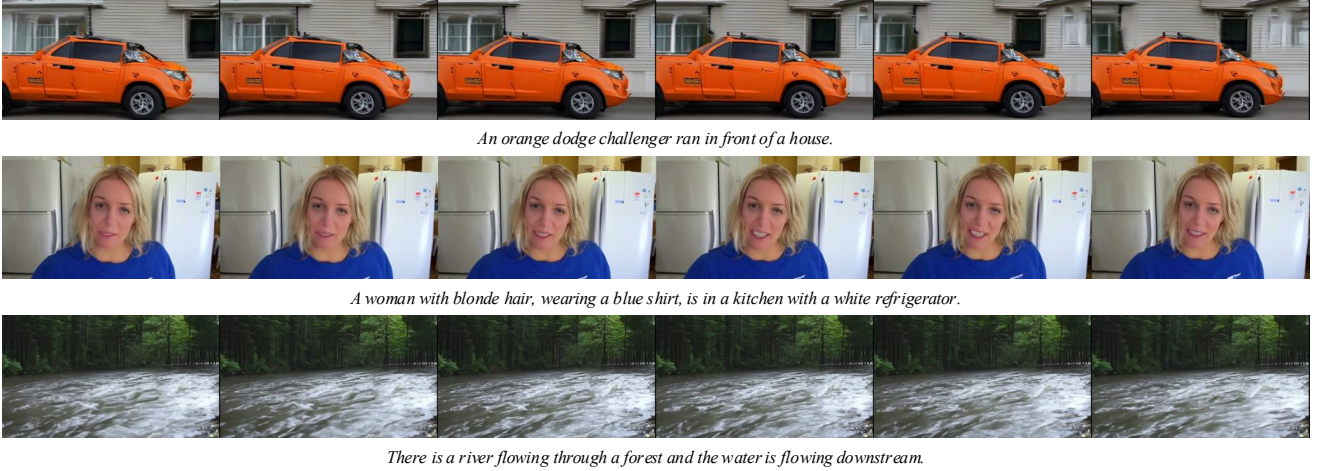 An orange dodge challenger ran in front of a house.
A woman with blonde hair, wearing a blue shirt, is in a kitchen with a white refrigerator.
There is a river flowing through a forest and the water is flowing downstream.